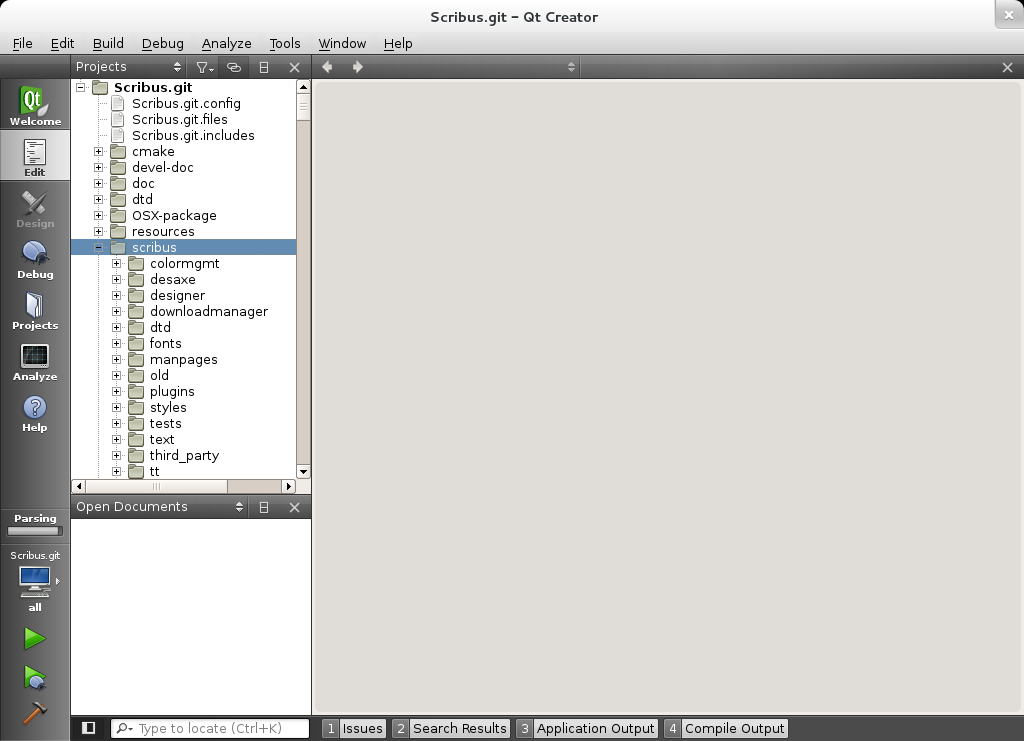 Scribus.git - Qt Creator
File Edit Build Debug Analyze Tools Window Help
Projects
Scribus.git
Scribus.git.config
Scribus.git.files
Scribus.git.includes
cmake
devel-doc
doc
dtd
OSX-package
resources
scribus
colormgmt
desaxe
designer
downloadmanager
dtd
fonts
manpages
old
plugins
styles
tests
text
third_party
tt
Qt
Welcome
Edit
Design
Debug
Projects
Analyze
?
Help
Parsing
Scribus.git
all
Open Documents
Type to locate (Ctrl+K)
1 Issues 2 Search Results 3 Application Output 4 Compile Output